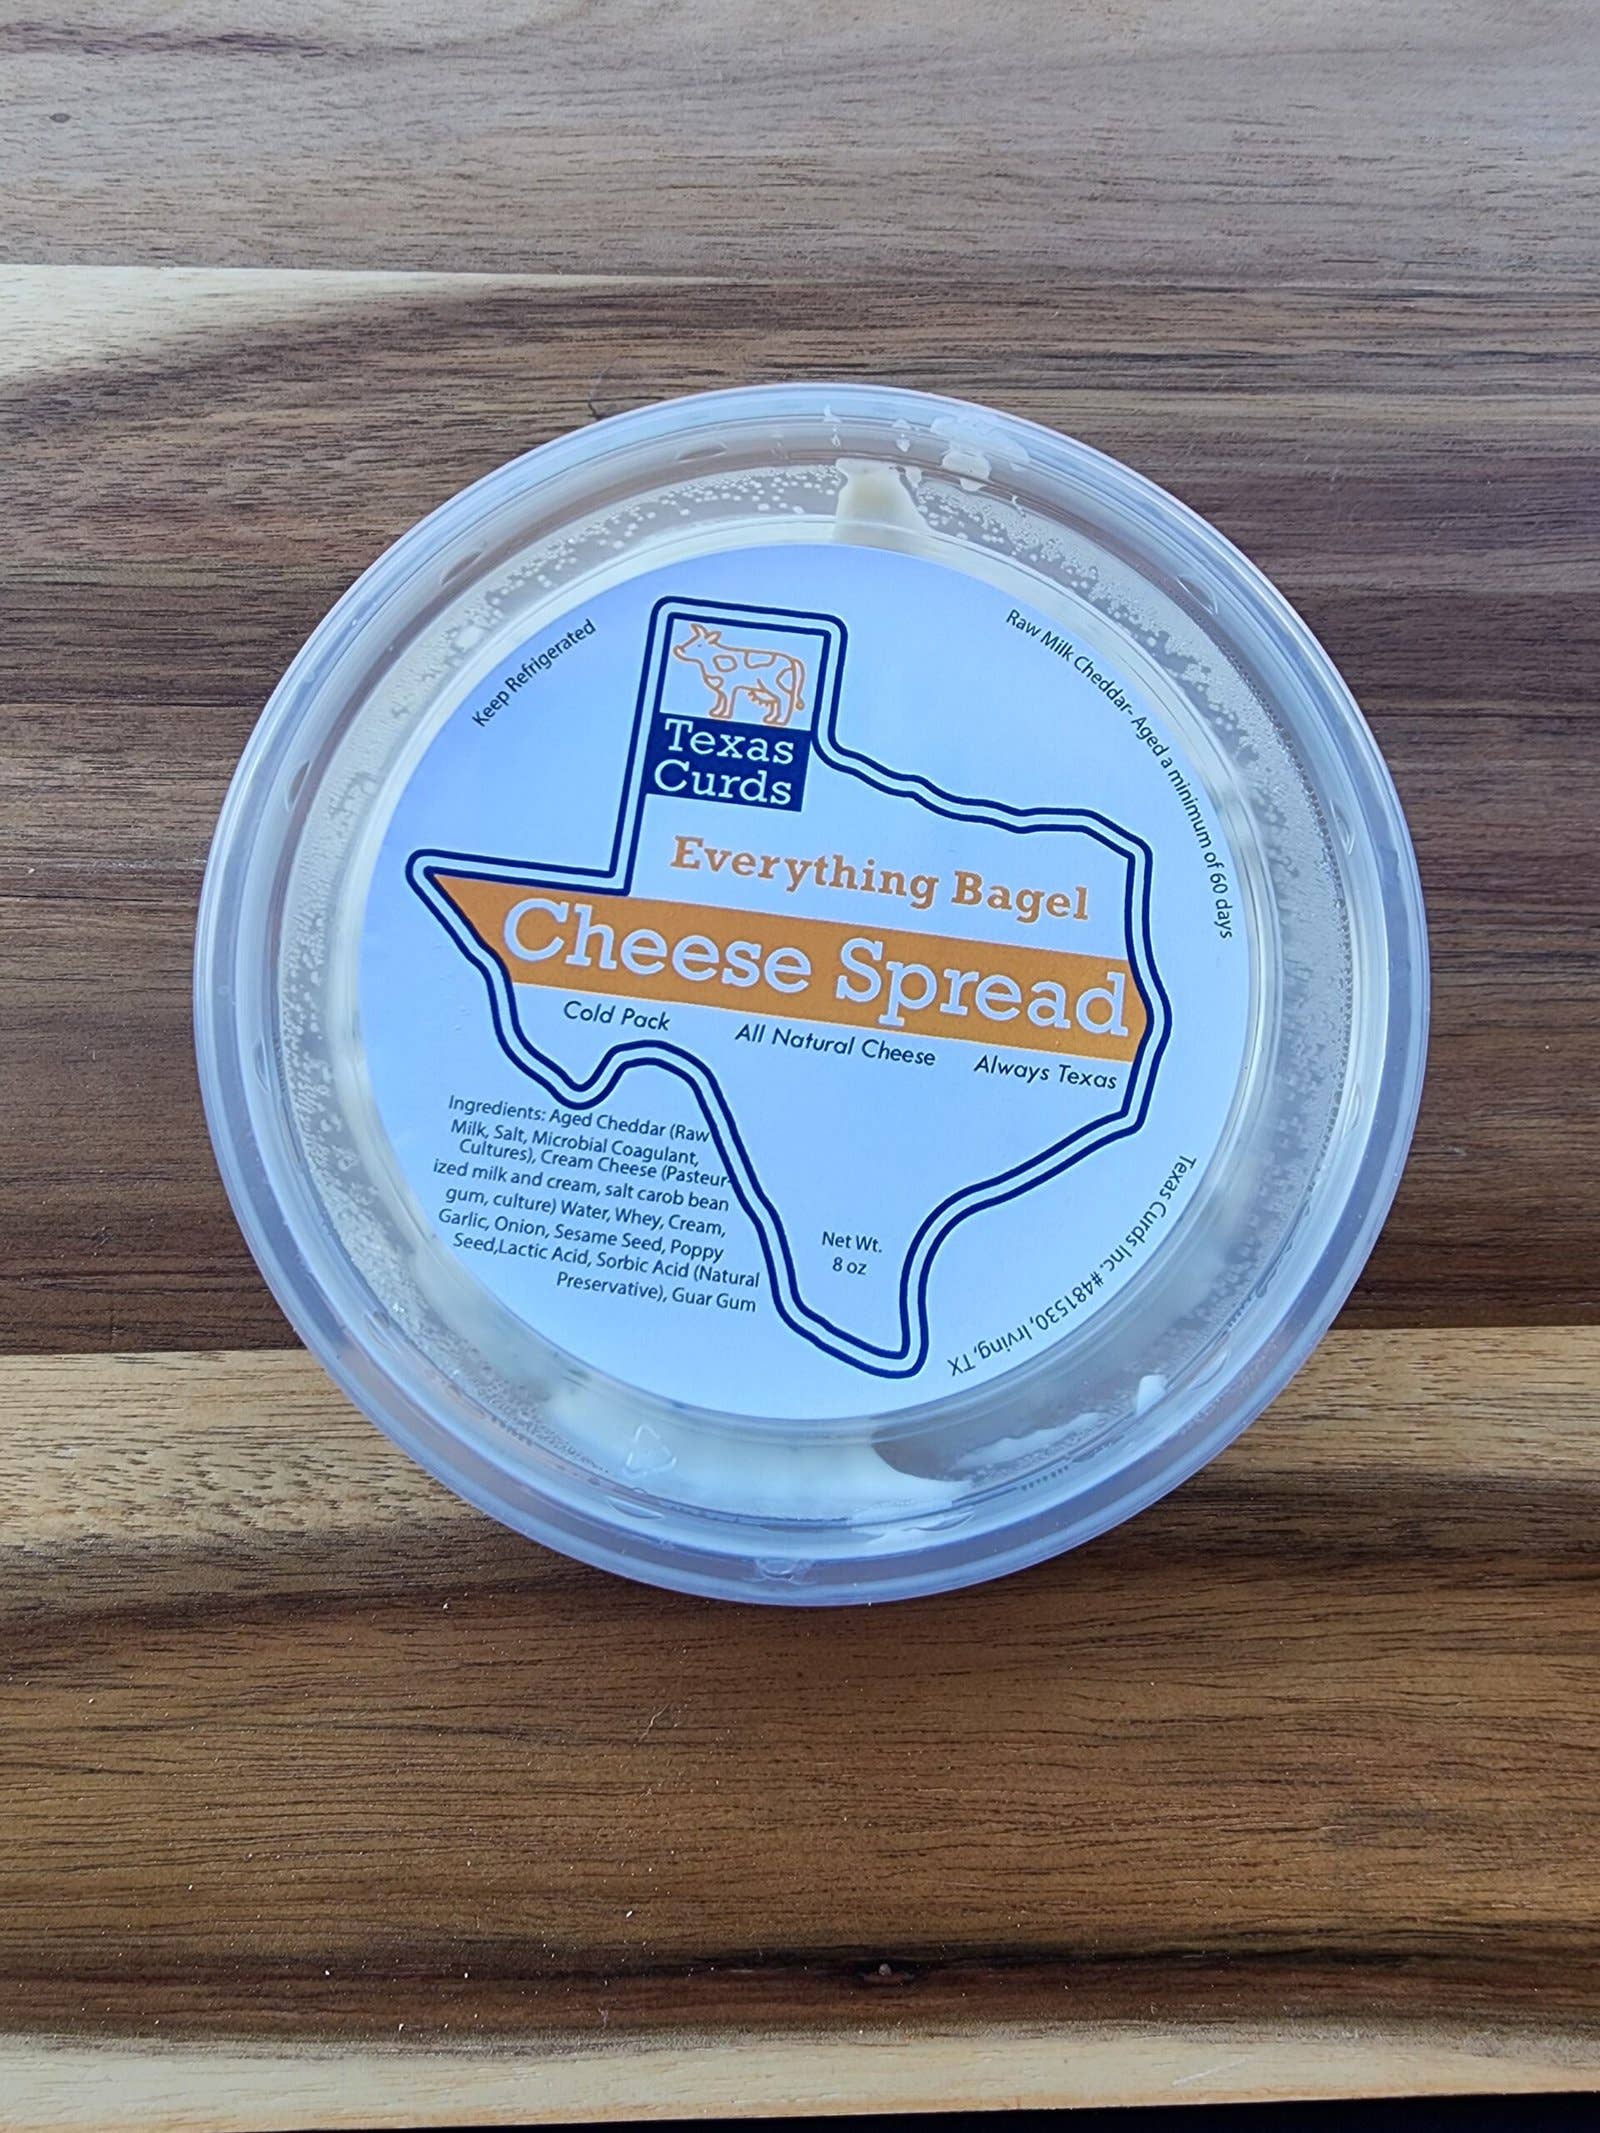 Keep Refrigerated
Raw Milk Cheddar- Aged a minimum of 60 days
Texas
Curds
Everything Bagel
Cheese Spread
Cold Pack All Natural Cheese Always Texas
Ingredients: Aged Cheddar (Raw
Milk, Salt, Microbial Coagulant,
Cultures), Cream Cheese (Pasteur-
ized milk and cream, salt carob bean
gum, culture) Water, Whey, Cream,
Garlic, Onion, Sesame Seed, Poppy
Seed,Lactic Acid, Sorbic Acid (Natural
Preservative), Guar Gum
Net Wt.
8 oz
Texas Curds Inc. #481530, Irving, TX